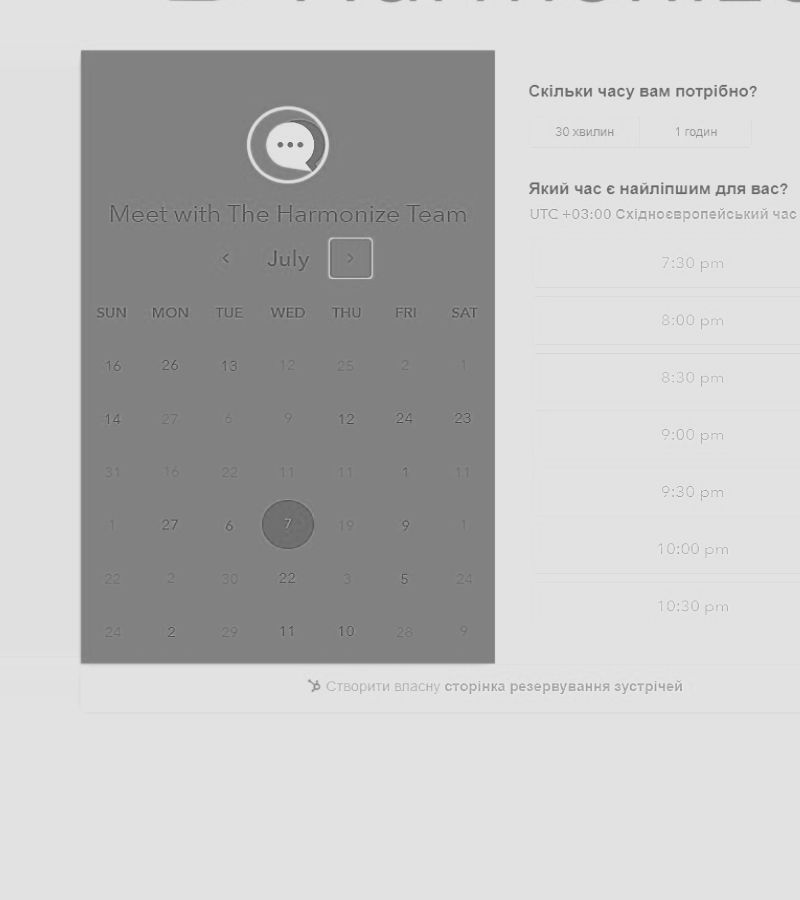 Meet with The Harmonize Team
July
SUN MON TUE WED THU FRI SAT
16 26 13 12 25 2 1
14 27 6 9 12 24 23
31 16 22 11 11 1 11
1 27 6 7 19 9 1
22 2 30 22 3 5 24
24 2 29 11 10 28 9
Скільки часу вам потрібно?
30 хвилин 1 годин
Який час є найліпшим для вас?
UTC +03:00 Східноєвропейський час
7:30 pm
8:00 pm
8:30 pm
9:00 pm
9:30 pm
10:00 pm
10:30 pm
Створити власну сторінка резервування зустрічей